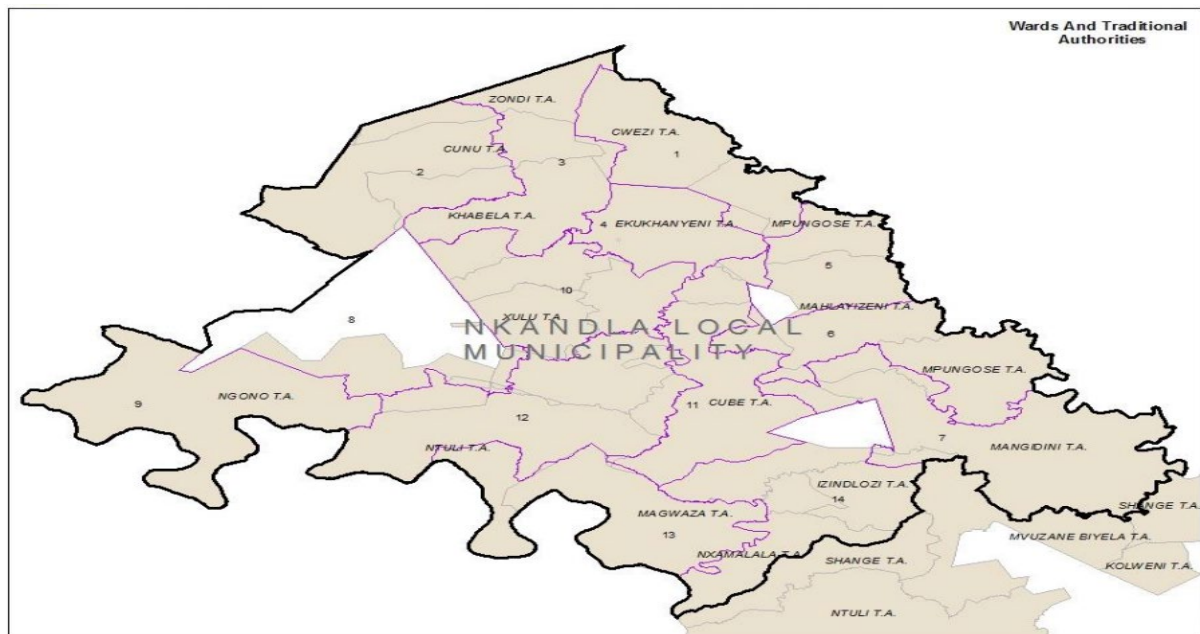 Wards And Traditional
Authorities
ZONDI T.A.
CWEZI T.A.
CUNU T.A.
1
3
2
KHABELA T.A.
4
EKUKHANYENI T.A.
MPUNGOSE T.A.
5
10
MAHLAYIZENI T.A.
XULU T.A.
8
NKANDLA LOCAL
MUNICIPALITY
6
MPUNGOSE T.A.
NGONO T.A.
9
11
CUBE T.A.
12
7
NTULI T.A.
MANGIDINI T.A.
IZINDLOZI T.A.
14
SHANGE T.A.
MAGWAZA T.A.
13
MVUZANE BIYELA T.A.
NXAMALALA T.A.
SHANGE T.A.
KOLWENI T.A.
NTULI T.A.